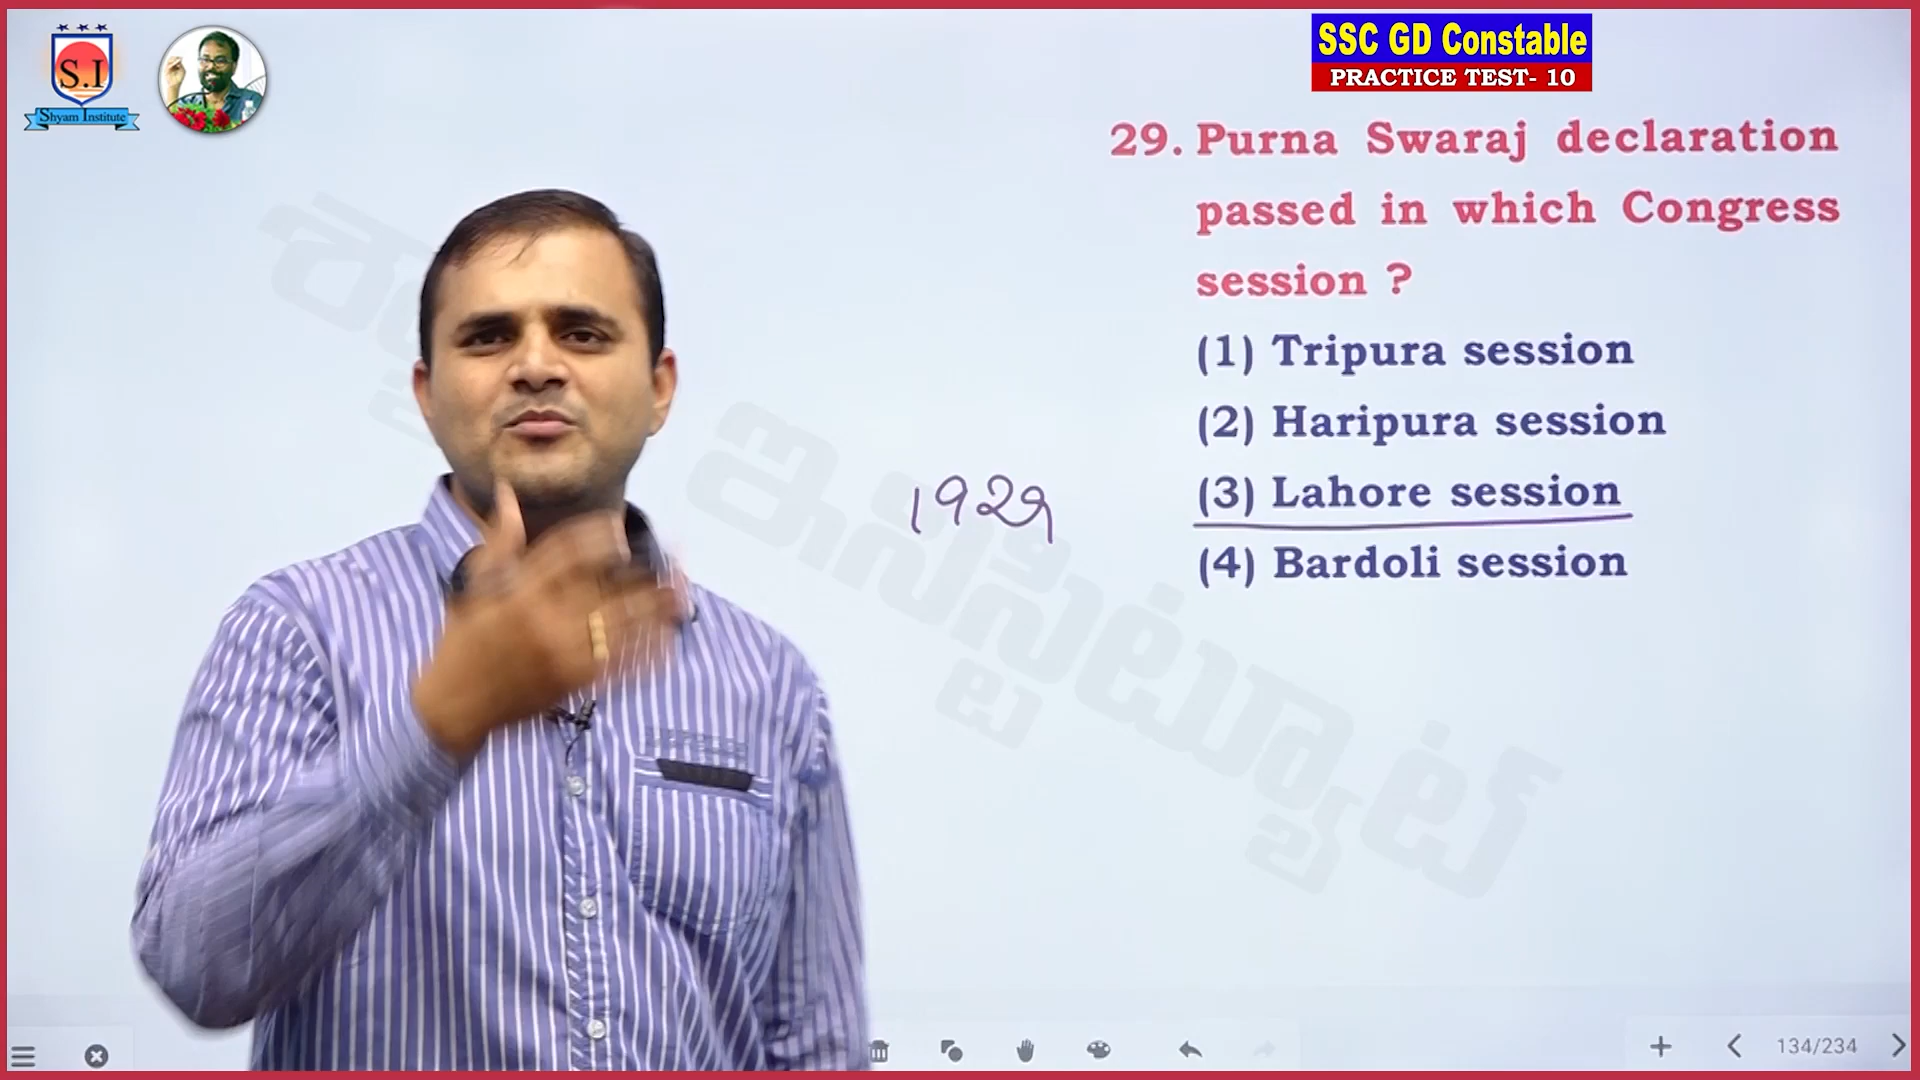 S.I
Shyam Institute
SSC GD Constable
PRACTICE TEST- 10
29. Purna Swaraj declaration
passed in which Congress
session ?
(1) Tripura session
(2) Haripura session
(3) Lahore session
(4) Bardoli session
1929
ఇన్‌స్టిట్యూట్
134/234